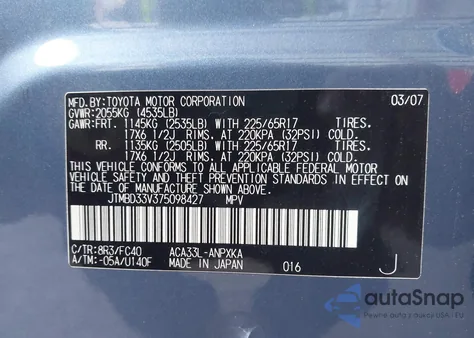 MFD.BY:TOYOTA MOTOR CORPORATION 03/07
GVWR:2055KG (4535LB)
GAWR:FRT. 1145KG (2535LB) WITH 225/65R17 TIRES.
17X6 1/2J RIMS. AT 220KPA (32PSI) COLD.
RR. 1135KG (2505LB) WITH 225/65R17 TIRES.
17X6 1/2J RIMS. AT 220KPA (32PSI) COLD.
THIS VEHICLE CONFORMS TO ALL APPLICABLE FEDERAL MOTOR
VEHICLE SAFETY AND THEFT PREVENTION STANDARDS IN EFFECT
ON THE DATE OF MANUFACTURE SHOWN ABOVE.
JTMBD33V375098427 MPV
C/TR:8R3/FC40 ACA33L-ANPXKA
A/TM:-05A/U140F MADE IN JAPAN 016 J
autoSnap